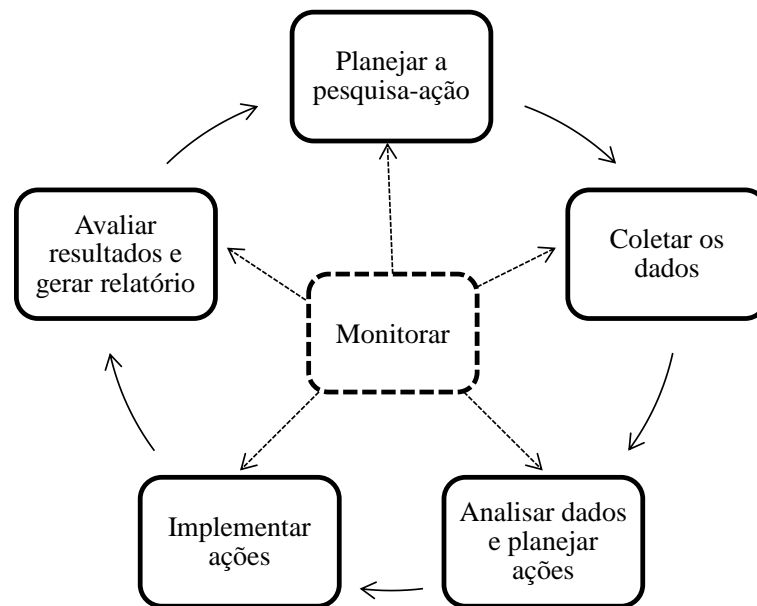 Planejar a
pesquisa-ação
Avaliar
resultados e
gerar relatório
Coletar os
dados
Monitorar
Implementar
ações
Analisar dados
e planejar
ações